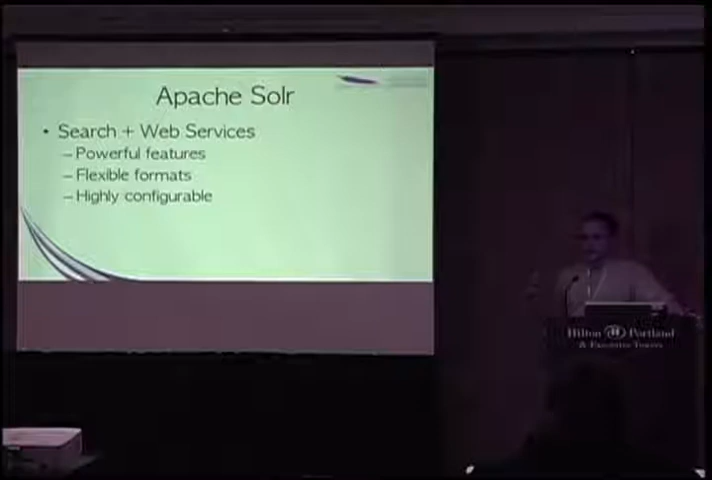 Apache Solr
• Search + Web Services
– Powerful features
– Flexible formats
– Highly configurable
Hilton Portland
& Executive Tower